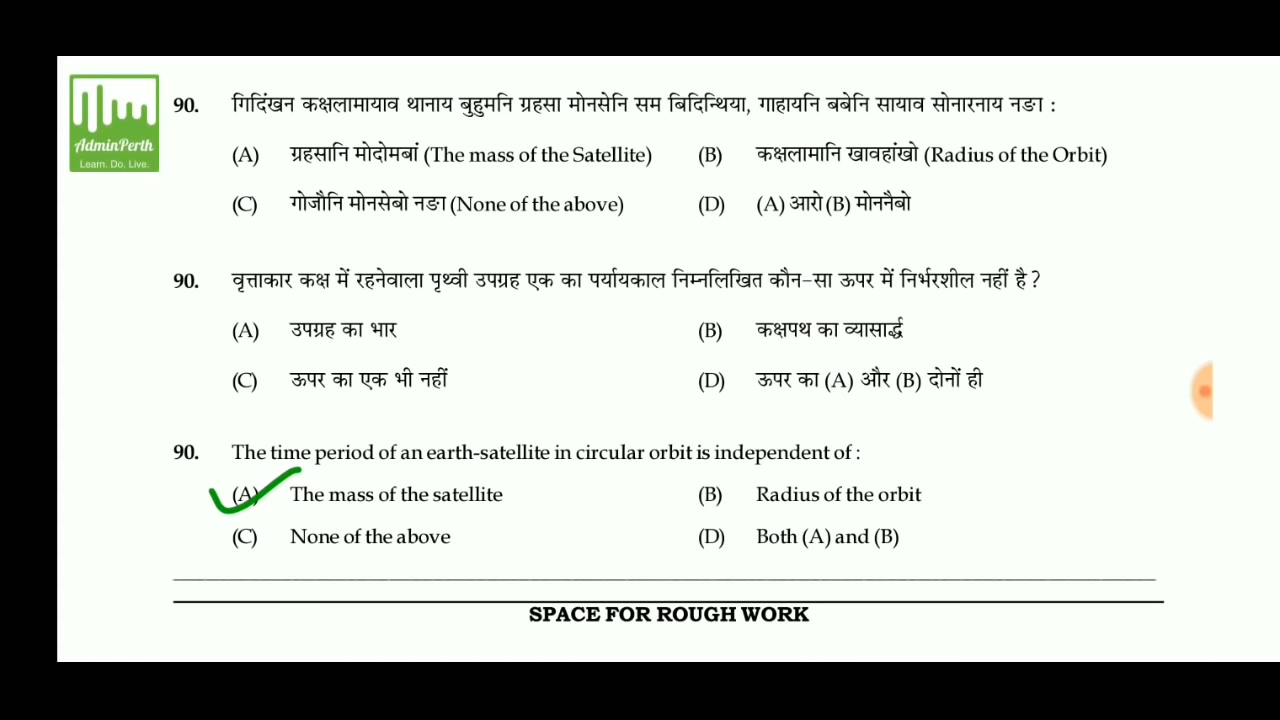 AdminPerth
Learn. Do. Live.
90. गिदिंखन कक्षलामायाव थानाय बुहुमनि ग्रहसा मोनसेनि सम बिदिन्थिया, गाहायनि बबेनि सायाव सोनारनाय नङा :
(A) ग्रहसानि मोदोमबां (The mass of the Satellite) (B) कक्षलामानि खावहांखो (Radius of the Orbit)
(C) गोजौनि मोनसेबो नङा (None of the above) (D) (A) आरो (B) मोननैबो
90. वृत्ताकार कक्ष में रहनेवाला पृथ्वी उपग्रह एक का पर्यायकाल निम्नलिखित कौन-सा ऊपर में निर्भरशील नहीं है ?
(A) उपग्रह का भार (B) कक्षपथ का व्यासार्द्ध
(C) ऊपर का एक भी नहीं (D) ऊपर का (A) और (B) दोनों ही
90. The time period of an earth-satellite in circular orbit is independent of :
(A) The mass of the satellite (B) Radius of the orbit
(C) None of the above (D) Both (A) and (B)
SPACE FOR ROUGH WORK